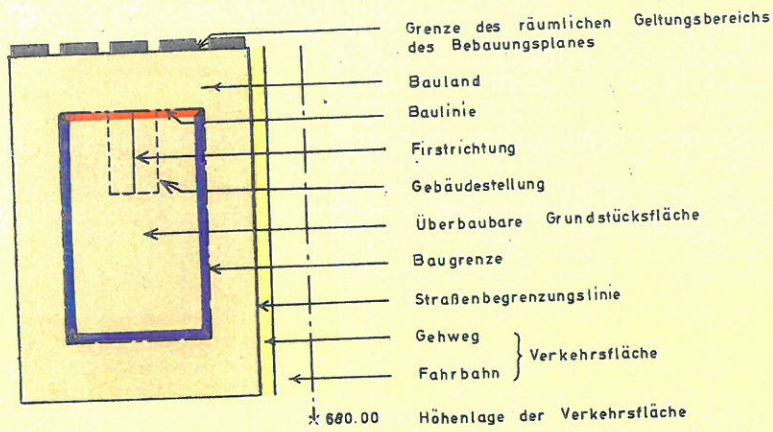 Grenze des räumlichen Geltungsbereichs
des Bebauungsplanes
Bauland
Baulinie
Firstrichtung
Gebäudestellung
Überbaubare Grundstücksfläche
Baugrenze
Straßenbegrenzungslinie
Gehweg
Verkehrsfläche
Fahrbahn
680.00 Höhenlage der Verkehrsfläche